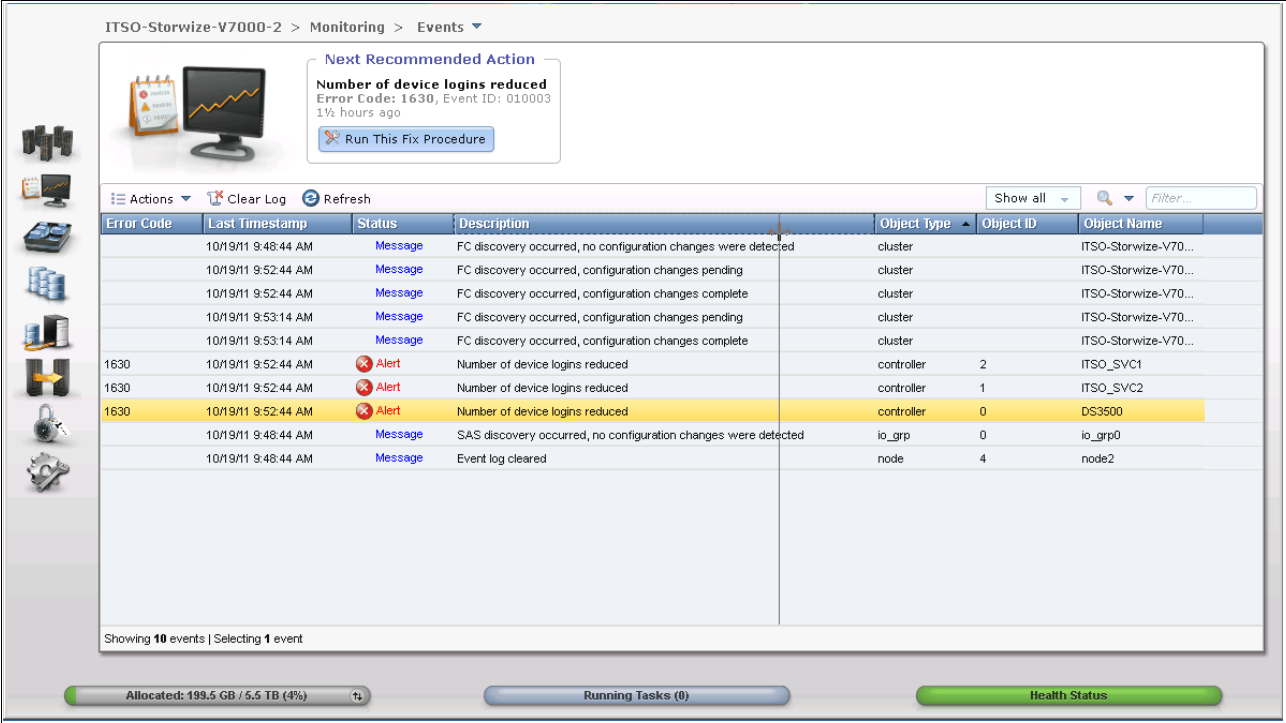 ITSO-Storwize-V7000-2 > Monitoring > Events
Next Recommended Action
Number of device logins reduced
Error Code: 1630, Event ID: 010003
1½ hours ago
Run This Fix Procedure
Actions Clear Log Refresh Show all Filter...
Error Code Last Timestamp Status Description Object Type Object ID Object Name
10/19/11 9:48:44 AM Message FC discovery occurred, no configuration changes were detected cluster ITSO-Storwize-V70...
10/19/11 9:52:44 AM Message FC discovery occurred, configuration changes pending cluster ITSO-Storwize-V70...
10/19/11 9:52:44 AM Message FC discovery occurred, configuration changes complete cluster ITSO-Storwize-V70...
10/19/11 9:53:14 AM Message FC discovery occurred, configuration changes pending cluster ITSO-Storwize-V70...
10/19/11 9:53:14 AM Message FC discovery occurred, configuration changes complete cluster ITSO-Storwize-V70...
1630 10/19/11 9:52:44 AM Alert Number of device logins reduced controller 2 ITSO_SVC1
1630 10/19/11 9:52:44 AM Alert Number of device logins reduced controller 1 ITSO_SVC2
1630 10/19/11 9:52:44 AM Alert Number of device logins reduced controller 0 DS3500
10/19/11 9:48:44 AM Message SAS discovery occurred, no configuration changes were detected io_grp 0 io_grp0
10/19/11 9:48:44 AM Message Event log cleared node 4 node2
Showing 10 events | Selecting 1 event
Allocated: 199.5 GB / 5.5 TB (4%) Running Tasks (0) Health Status